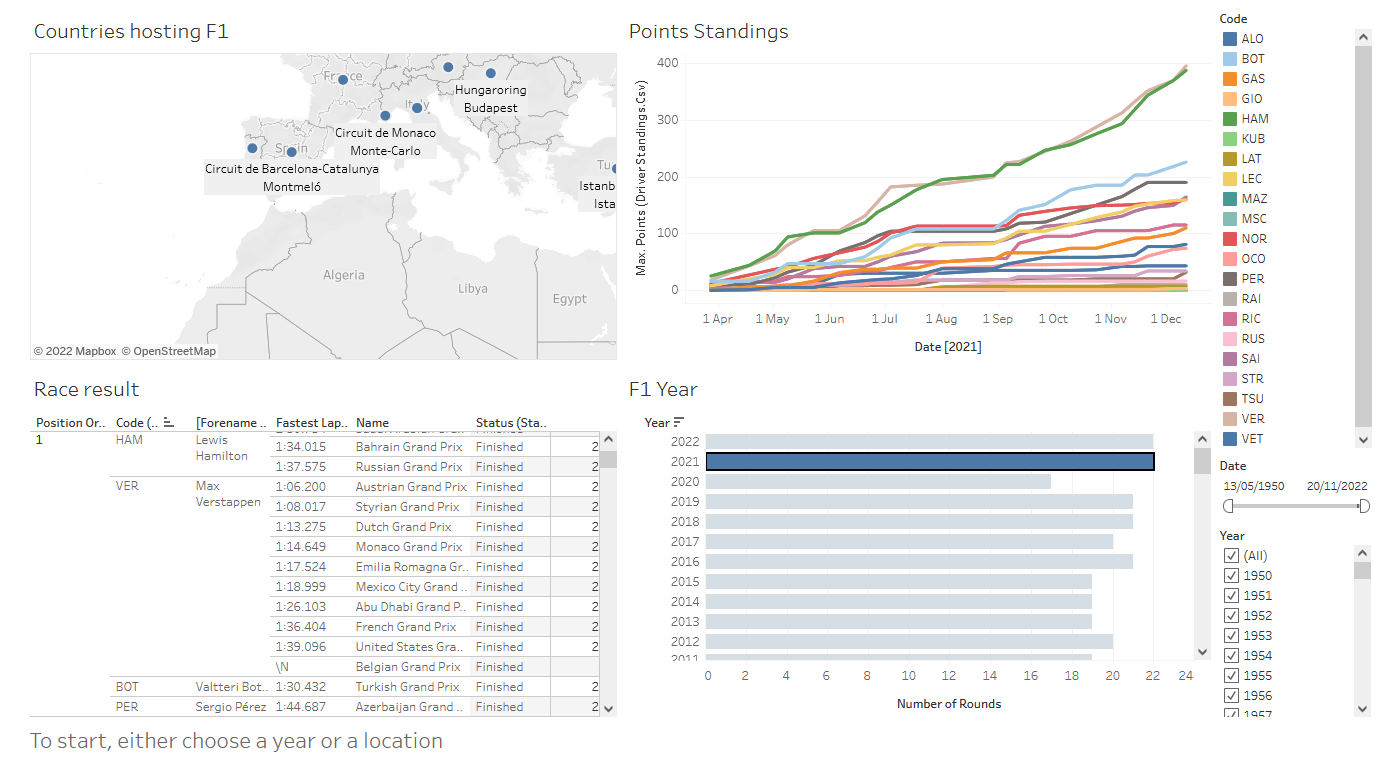 Countries hosting F1
France
Italy
Spain
Hungaroring
Budapest
Circuit de Monaco
Monte-Carlo
Circuit de Barcelona-Catalunya
Montmeló
Tu
Istanb
Ista
Algeria
Libya
Egypt
© 2022 Mapbox © OpenStreetMap
Points Standings
Max. Points (Driver Standings.Csv)
400
300
200
100
0
1 Apr 1 May 1 Jun 1 Jul 1 Aug 1 Sep 1 Oct 1 Nov 1 Dec
Date [2021]
Code
ALO
BOT
GAS
GIO
HAM
KUB
LAT
LEC
MAZ
MSC
NOR
OCO
PER
RAI
RIC
RUS
SAI
STR
TSU
VER
VET
Race result
Position Or.. Code (.. [Forename .. Fastest Lap.. Name Status (Sta..
1 HAM Lewis Hamilton
1:34.015 Bahrain Grand Prix Finished 2
1:37.575 Russian Grand Prix Finished 2
VER Max Verstappen
1:06.200 Austrian Grand Prix Finished 2
1:08.017 Styrian Grand Prix Finished 2
1:13.275 Dutch Grand Prix Finished 2
1:14.649 Monaco Grand Prix Finished 2
1:17.524 Emilia Romagna Gr.. Finished 2
1:18.999 Mexico City Grand .. Finished 2
1:26.103 Abu Dhabi Grand P.. Finished 2
1:36.404 French Grand Prix Finished 2
1:39.096 United States Gra.. Finished 2
\N Belgian Grand Prix Finished
BOT Valtteri Bot.. 1:30.432 Turkish Grand Prix Finished 2
PER Sergio Pérez 1:44.687 Azerbaijan Grand .. Finished 2
F1 Year
Year
2022
2021
2020
2019
2018
2017
2016
2015
2014
2013
2012
2011
0 2 4 6 8 10 12 14 16 18 20 22 24
Number of Rounds
Date
13/05/1950 20/11/2022
Year
(All)
1950
1951
1952
1953
1954
1955
1956
1957
To start, either choose a year or a location